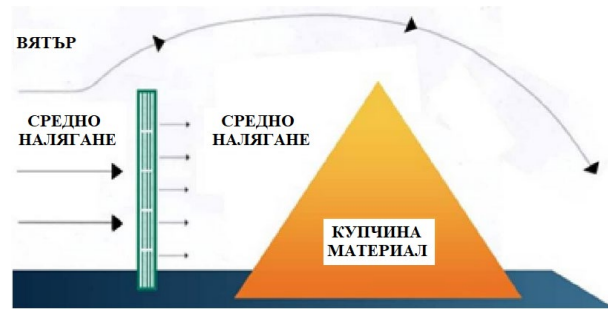 ВЯТЪР
СРЕДНО
НАЛЯГАНЕ
СРЕДНО
НАЛЯГАНЕ
КУПЧИНА
МАТЕРИАЛ